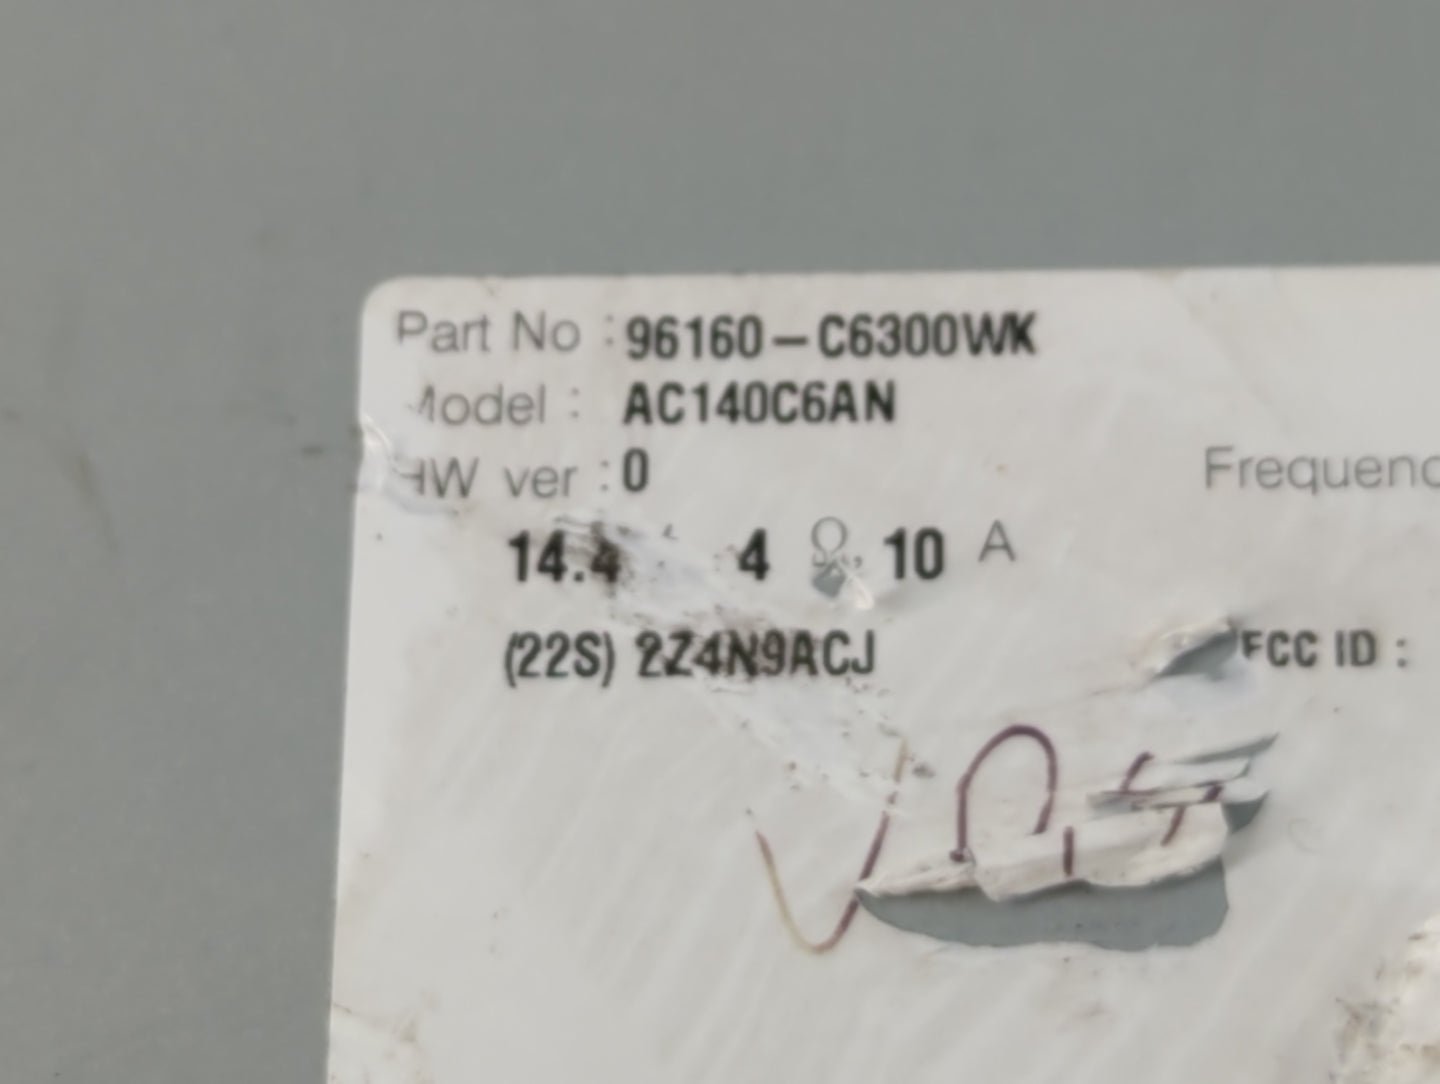 Part No : 96160-C6300WK
Model : AC140C6AN
HW ver : 0
Frequenc
14.4 4 Ω, 10 A
(22S) 2Z4N9ACJ FCC ID :